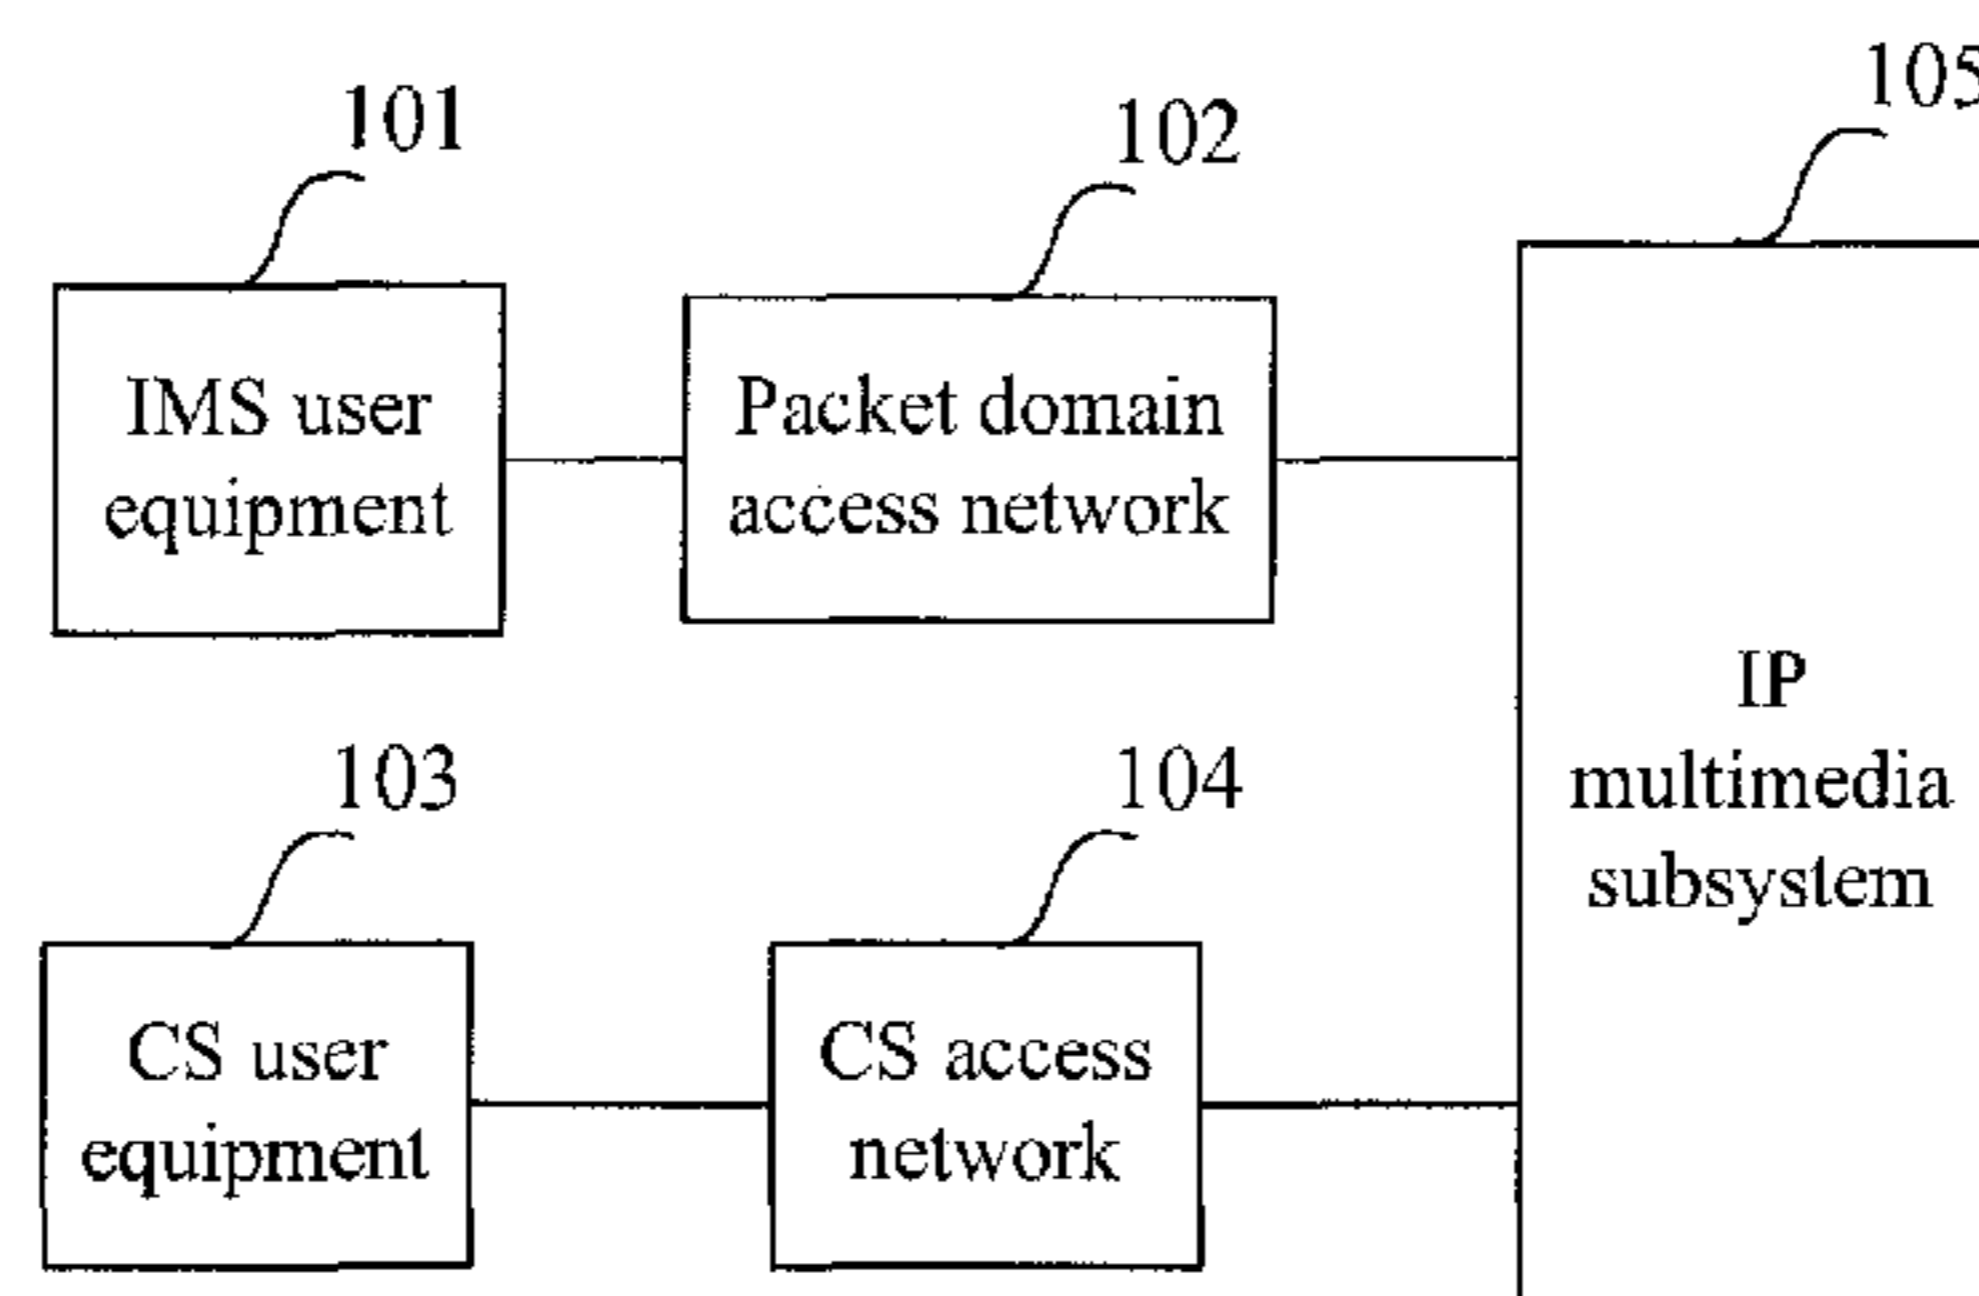 101
102
105
IMS user
equipment
Packet domain
access network
IP
multimedia
subsystem
103
104
CS user
equipment
CS access
network